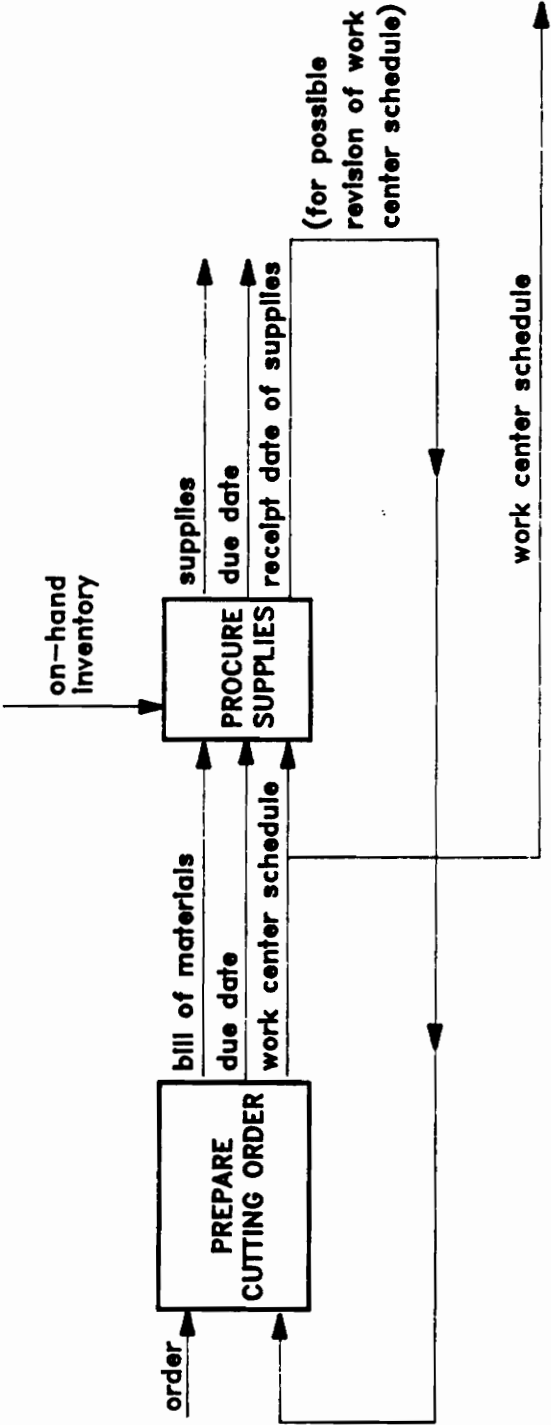 order
PREPARE
CUTTING ORDER
bill of materials
due date
work center schedule
on-hand
inventory
PROCURE
SUPPLIES
supplies
due date
receipt date of supplies
(for possible
revision of work
center schedule)
work center schedule